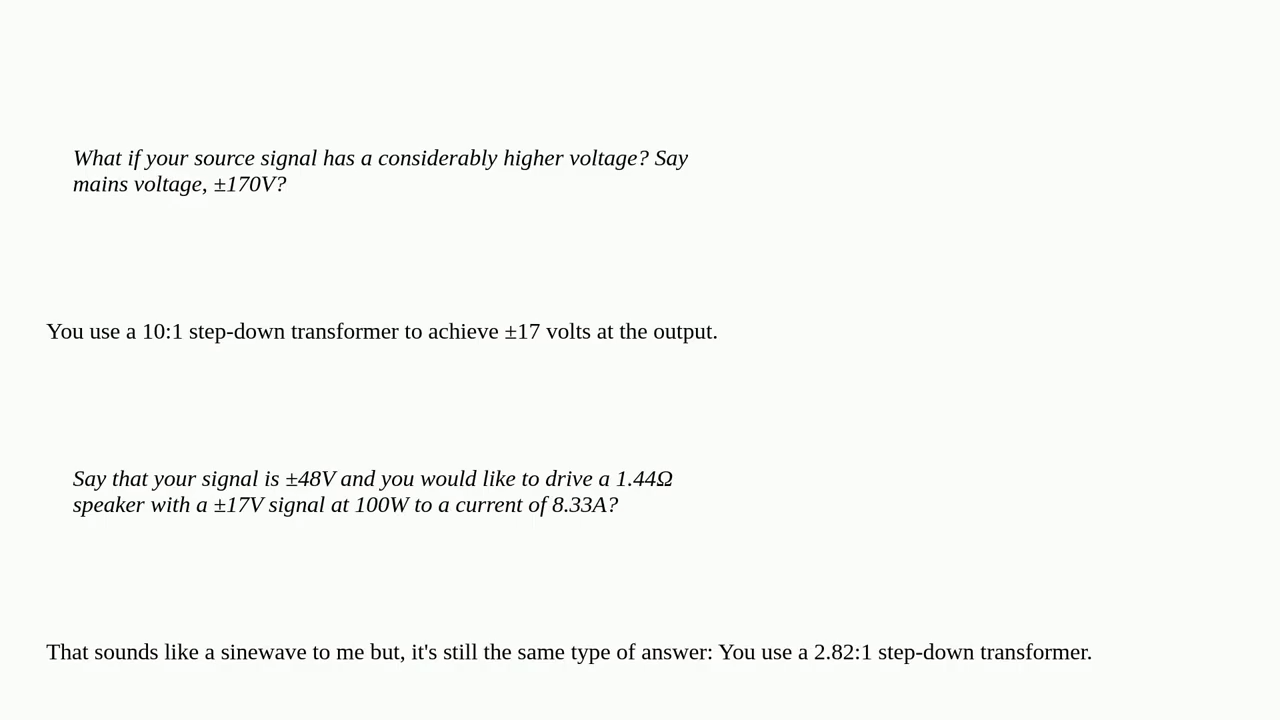 What if your source signal has a considerably higher voltage? Say
mains voltage, ±170V?
You use a 10:1 step-down transformer to achieve ±17 volts at the output.
Say that your signal is ±48V and you would like to drive a 1.44Ω
speaker with a ±17V signal at 100W to a current of 8.33A?
That sounds like a sinewave to me but, it's still the same type of answer: You use a 2.82:1 step-down transformer.